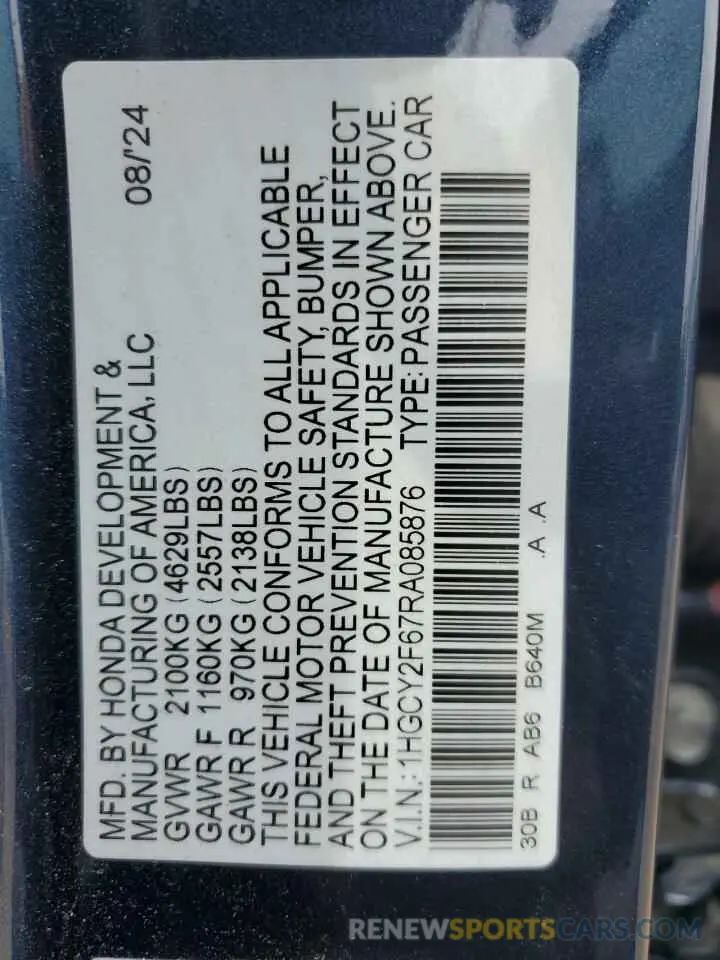 MFD. BY HONDA DEVELOPMENT &
MANUFACTURING OF AMERICA, LLC 08/'24
GVWR 2100KG (4629LBS)
GAWR F 1160KG (2557LBS)
GAWR R 970KG (2138LBS)
THIS VEHICLE CONFORMS TO ALL APPLICABLE
FEDERAL MOTOR VEHICLE SAFETY, BUMPER,
AND THEFT PREVENTION STANDARDS IN EFFECT
ON THE DATE OF MANUFACTURE SHOWN ABOVE.
V.I.N.: 1HGCY2F67RA085876 TYPE: PASSENGER CAR
30B R AB6 B640M .A .A
RENEWSPORTSCARS.COM